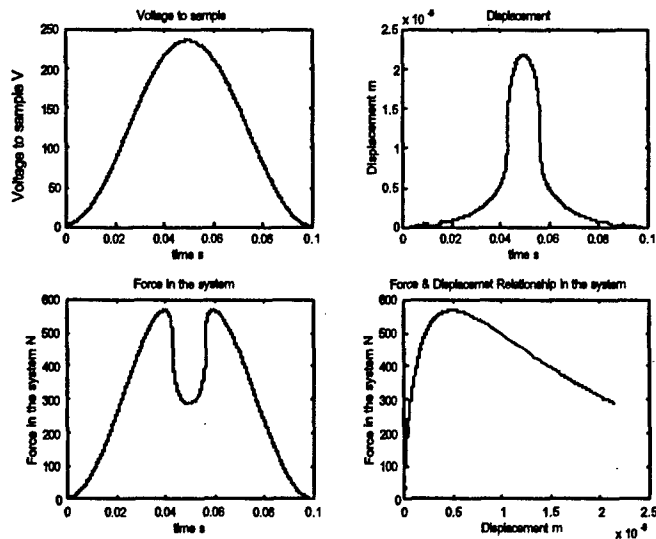 Voltage to sample
Voltage to sample V
250
200
150
100
50
0
0 0.02 0.04 0.06 0.08 0.1
time s
Displacement
Displacement m
2.5
2
1.5
1
0.5
0
0 0.02 0.04 0.06 0.08 0.1
time s
Force in the system
Force in the system N
600
500
400
300
200
100
0
0 0.02 0.04 0.06 0.08 0.1
time s
Force & Displacemet Relationship in the system
Force in the system N
600
500
400
300
200
100
0
0 0.5 1 1.5 2 2.5
Displacement m